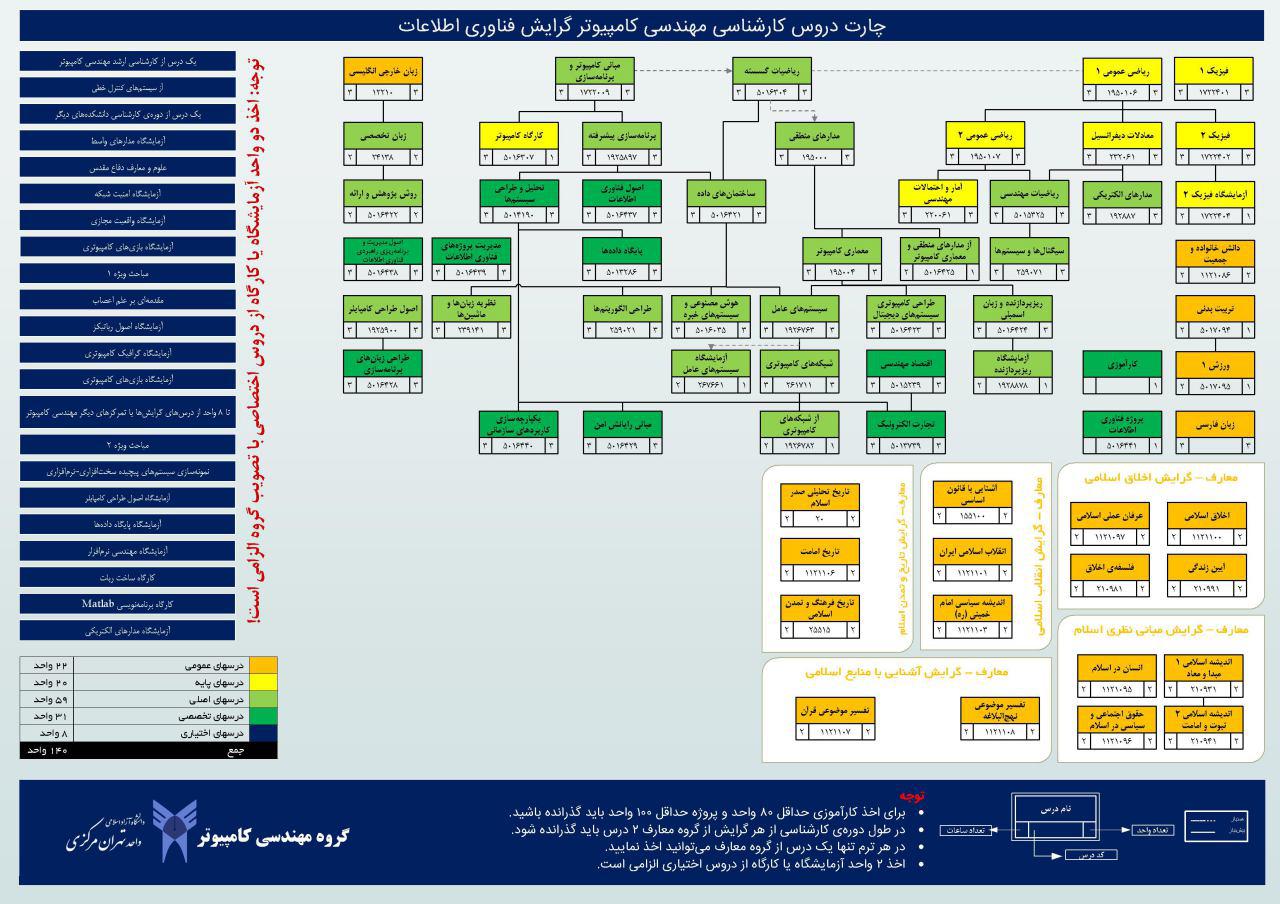 چارت دروس کارشناسی مهندسی کامپیوتر گرایش فناوری اطلاعات
فیزیک ۱
۳ ۱۷۲۲۴۰۱ ۳
ریاضی عمومی ۱
۳ ۱۹۵۰۱۰۶ ۳
ریاضیات گسسته
۳ ۵۰۱۶۳۰۴ ۳
مبانی کامپیوتر و
برنامه‌سازی
۳ ۱۷۲۲۰۰۹ ۳
زبان خارجی انگلیسی
۳ ۱۲۲۱۰ ۳
فیزیک ۲
۳ ۱۷۲۲۴۰۲ ۳
معادلات دیفرانسیل
۳ ۲۳۲۰۶۱ ۳
ریاضی عمومی ۲
۳ ۱۹۵۰۱۰۷ ۳
مدارهای منطقی
۳ ۱۹۵۰۰۰ ۳
برنامه‌سازی پیشرفته
۳ ۱۹۲۵۸۹۷ ۳
کارگاه کامپیوتر
۱ ۵۰۱۶۳۰۷ ۳
زبان تخصصی
۲ ۲۴۱۳۸ ۲
آزمایشگاه فیزیک ۲
۱ ۱۷۲۲۴۰۴ ۲
مدارهای الکتریکی
۳ ۱۹۲۸۸۷ ۳
ریاضیات مهندسی
۳ ۵۰۱۵۳۲۵ ۳
آمار و احتمالات
مهندسی
۳ ۲۲۰۰۶۱ ۳
ساختمان‌های داده
۳ ۵۰۱۶۴۲۱ ۳
اصول فناوری
اطلاعات
۳ ۵۰۱۶۴۳۷ ۳
تحلیل و طراحی
سیستم‌ها
۳ ۵۰۱۴۱۹۰ ۳
روش پژوهش و ارائه
۲ ۵۰۱۶۴۲۲ ۲
دانش خانواده و
جمعیت
۲ ۱۱۲۱۰۸۶ ۲
سیگنال‌ها و سیستم‌ها
۳ ۲۵۹۰۷۱ ۳
آز مدارهای منطقی و
معماری کامپیوتر
۱ ۵۰۱۶۴۲۵ ۲
معماری کامپیوتر
۳ ۱۹۵۰۰۴ ۳
پایگاه داده‌ها
۳ ۵۰۱۳۲۸۶ ۳
مدیریت پروژه‌های
فناوری اطلاعات
۳ ۵۰۱۶۴۳۹ ۳
اصول مدیریت و
برنامه‌ریزی راهبردی
فناوری اطلاعات
۳ ۵۰۱۶۴۳۸ ۳
تربیت بدنی
۱ ۵۰۱۷۰۹۴ ۲
ریزپردازنده و زبان
اسمبلی
۳ ۵۰۱۶۴۲۴ ۳
طراحی کامپیوتری
سیستم‌های دیجیتال
۳ ۵۰۱۶۴۲۳ ۳
سیستم‌های عامل
۳ ۱۹۲۶۷۶۳ ۳
هوش مصنوعی و
سیستم‌های خبره
۳ ۵۰۱۶۰۳۵ ۳
طراحی الگوریتم‌ها
۳ ۲۵۹۰۲۱ ۳
نظریه زبان‌ها و
ماشین‌ها
۳ ۲۳۹۱۴۱ ۳
اصول طراحی کامپایلر
۳ ۱۹۲۵۹۰۰ ۳
ورزش ۱
۱ ۵۰۱۷۰۹۵ ۲
کارآموزی
۱
آزمایشگاه
ریزپردازنده
۱ ۱۹۲۸۸۷۸ ۲
اقتصاد مهندسی
۳ ۵۰۱۵۲۳۹ ۳
شبکه‌های کامپیوتری
۳ ۲۶۱۷۱۱ ۳
آزمایشگاه
سیستم‌های عامل
۱ ۲۶۷۶۶۱ ۲
طراحی زبان‌های
برنامه‌سازی
۳ ۵۰۱۶۴۲۸ ۳
زبان فارسی
۳ ۳
پروژه فناوری
اطلاعات
۳ ۵۰۱۶۴۴۱
تجارت الکترونیک
۳ ۵۰۱۳۷۳۹ ۳
آز شبکه‌های
کامپیوتری
۱ ۱۹۲۶۷۸۲ ۲
مبانی رایانش امن
۳ ۵۰۱۶۴۲۹ ۳
یکپارچه‌سازی
کاربردهای سازمانی
۳ ۵۰۱۶۴۴۰ ۳
توجه: اخذ دو واحد آزمایشگاه یا کارگاه از دروس اختصاصی با تصویب گروه الزامی است!
یک درس از کارشناسی ارشد مهندسی کامپیوتر
آز سیستم‌های کنترل خطی
یک درس از دوره‌ی کارشناسی دانشکده‌های دیگر
آزمایشگاه مدارهای واسط
علوم و معارف دفاع مقدس
آزمایشگاه امنیت شبکه
آزمایشگاه واقعیت مجازی
آزمایشگاه بازی‌های کامپیوتری
مباحث ویژه ۱
مقدمه‌ای بر علم اعصاب
آزمایشگاه اصول رباتیکز
آزمایشگاه گرافیک کامپیوتری
آزمایشگاه بازی‌های کامپیوتری
تا ۸ واحد از درس‌های گرایش‌ها یا تمرکزهای دیگر مهندسی کامپیوتر
مباحث ویژه ۲
نمونه‌سازی سیستم‌های پیچیده سخت‌افزاری-نرم‌افزاری
آزمایشگاه اصول طراحی کامپایلر
آزمایشگاه پایگاه داده‌ها
آزمایشگاه مهندسی نرم‌افزار
کارگاه ساخت ربات
کارگاه برنامه‌نویسی Matlab
آزمایشگاه مدارهای الکتریکی
معارف – گرایش اخلاق اسلامی
اخلاق اسلامی
۲ ۱۱۲۱۱۰۰ ۲
عرفان عملی اسلامی
۲ ۱۱۲۱۰۹۷ ۲
آیین زندگی
۲ ۲۱۰۹۹۱ ۲
فلسفه‌ی اخلاق
۲ ۲۱۰۹۸۱ ۲
معارف – گرایش انقلاب اسلامی
آشنایی با قانون
اساسی
۲ ۱۵۵۱۰۰ ۲
انقلاب اسلامی ایران
۲ ۱۱۲۱۱۰۱ ۲
اندیشه سیاسی امام
خمینی (ره)
۲ ۱۱۲۱۱۰۳ ۲
معارف – گرایش تاریخ و تمدن اسلام
تاریخ تحلیلی صدر
اسلام
۲ ۲۰ ۲
تاریخ امامت
۲ ۱۱۲۱۱۰۶ ۲
تاریخ فرهنگ و تمدن
اسلامی
۲ ۲۵۵۱۵ ۲
معارف – گرایش مبانی نظری اسلام
اندیشه اسلامی ۱
مبدا و معاد
۲ ۲۱۰۹۳۱ ۲
انسان در اسلام
۲ ۱۱۲۱۰۹۵ ۲
اندیشه اسلامی ۲
نبوت و امامت
۲ ۲۱۰۹۴۱ ۲
حقوق اجتماعی و
سیاسی در اسلام
۲ ۱۱۲۱۰۹۶ ۲
معارف – گرایش آشنایی با منابع اسلامی
تفسیر موضوعی
نهج‌البلاغه
۲ ۱۱۲۱۱۰۸ ۲
تفسیر موضوعی قرآن
۲ ۱۱۲۱۱۰۷ ۲
درسهای عمومی ۲۲ واحد
درسهای پایه ۲۰ واحد
درسهای اصلی ۵۹ واحد
درسهای تخصصی ۳۱ واحد
درسهای اختیاری ۸ واحد
جمع ۱۴۰ واحد
همنیاز
پیش‌نیاز
نام درس
تعداد واحد
تعداد ساعات
کد درس
توجه
• برای اخذ کارآموزی حداقل ۸۰ واحد و پروژه حداقل ۱۰۰ واحد باید گذرانده باشید.
• در طول دوره‌ی کارشناسی از هر گرایش از گروه معارف ۲ درس باید گذرانده شود.
• در هر ترم تنها یک درس از گروه معارف می‌توانید اخذ نمایید.
• اخذ ۲ واحد آزمایشگاه یا کارگاه از دروس اختیاری الزامی است.
گروه مهندسی کامپیوتر
دانشگاه آزاد اسلامی
واحد تهران مرکزی